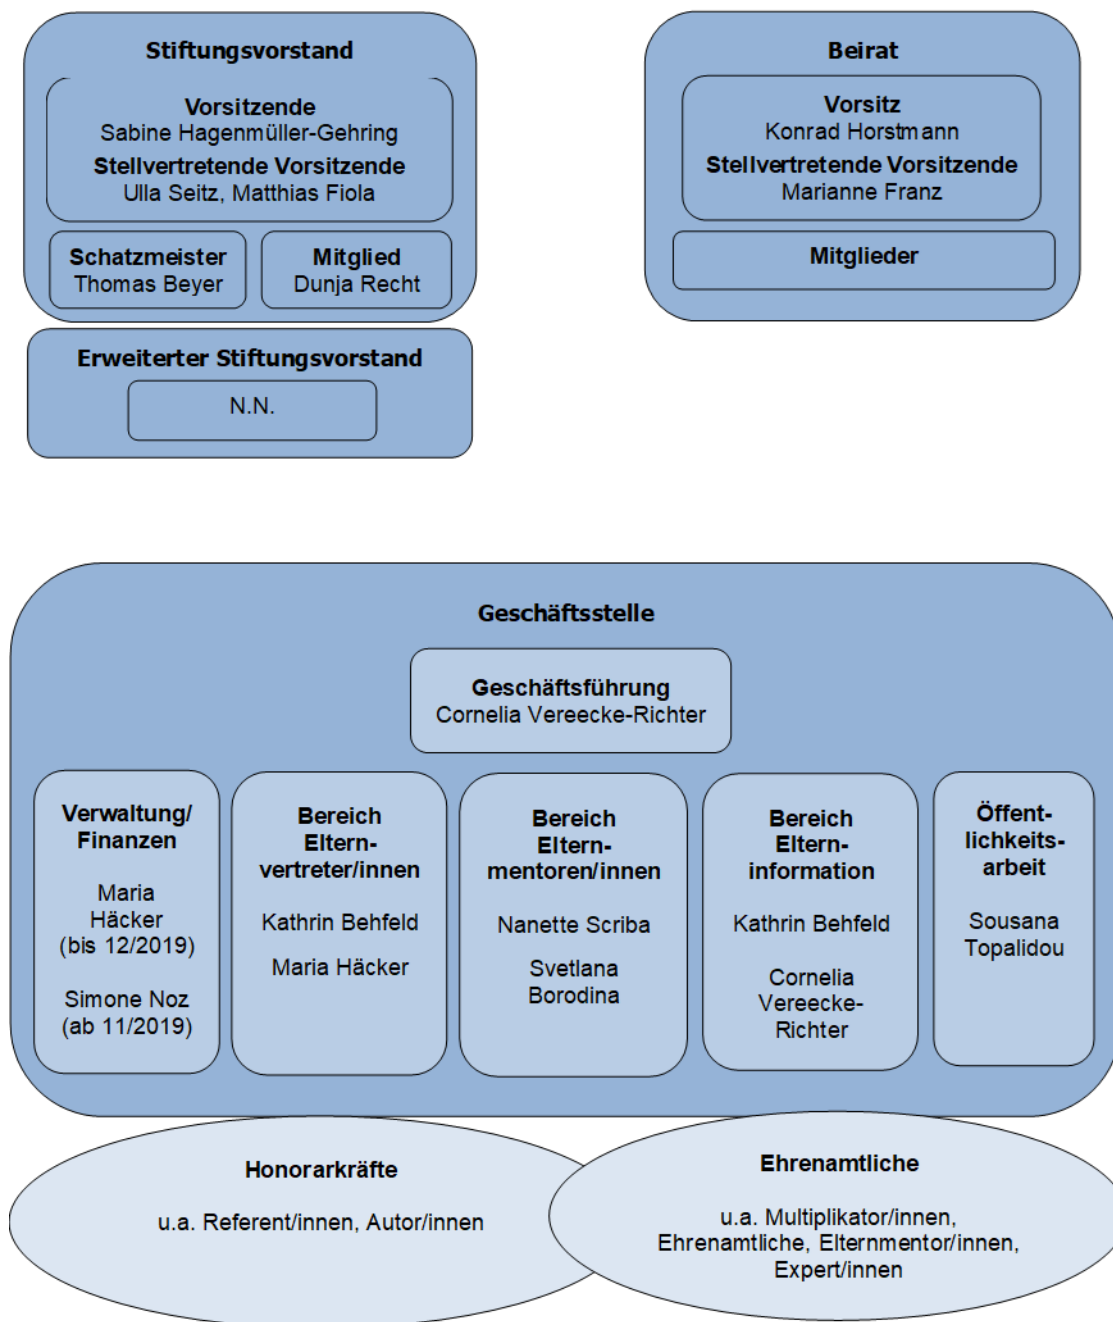 Stiftungsvorstand
Vorsitzende
Sabine Hagenmüller-Gehring
Stellvertretende Vorsitzende
Ulla Seitz, Matthias Fiola
Schatzmeister
Thomas Beyer
Mitglied
Dunja Recht
Erweiterter Stiftungsvorstand
N.N.
Beirat
Vorsitz
Konrad Horstmann
Stellvertretende Vorsitzende
Marianne Franz
Mitglieder
Geschäftsstelle
Geschäftsführung
Cornelia Vereecke-Richter
Verwaltung/
Finanzen
Maria
Häcker
(bis 12/2019)
Simone Noz
(ab 11/2019)
Bereich
Eltern-
vertreter/innen
Kathrin Behfeld
Maria Häcker
Bereich
Eltern-
mentoren/innen
Nanette Scriba
Svetlana
Borodina
Bereich
Eltern-
information
Kathrin Behfeld
Cornelia
Vereecke-
Richter
Öffent-
lichkeits-
arbeit
Sousana
Topalidou
Honorarkräfte
u.a. Referent/innen, Autor/innen
Ehrenamtliche
u.a. Multiplikator/innen,
Ehrenamtliche, Elternmentor/innen,
Expert/innen